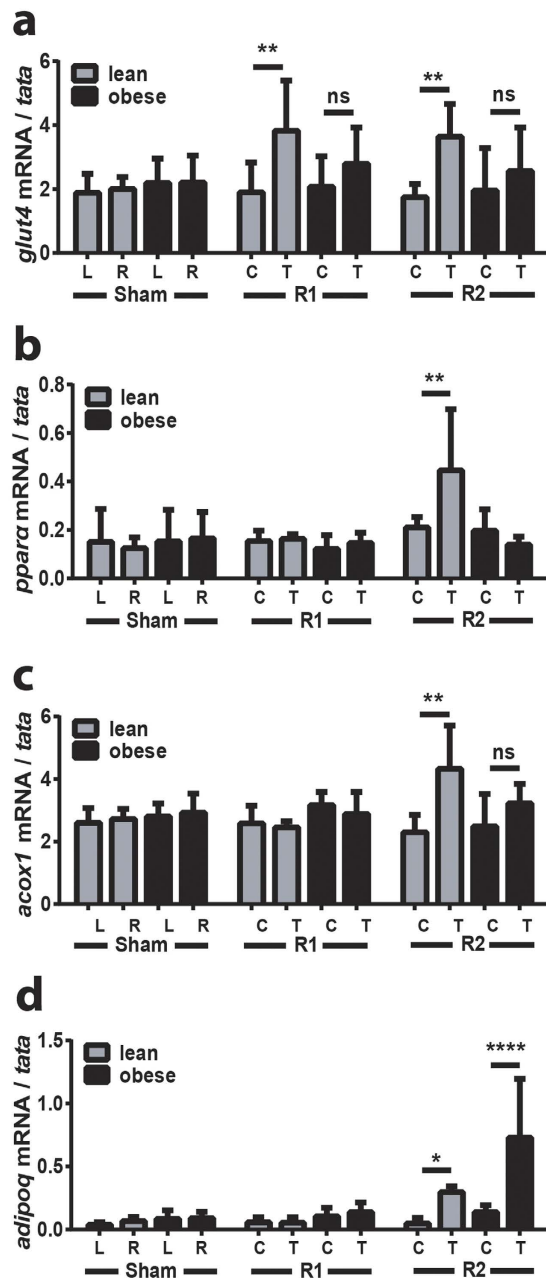 a
glut4 mRNA / tata
6
4
2
0
lean
obese
**
ns
**
ns
L R L R C T C T C T C T
Sham R1 R2
b
pparα mRNA / tata
0.8
0.6
0.4
0.2
0.0
lean
obese
**
L R L R C T C T C T C T
Sham R1 R2
c
acox1 mRNA / tata
6
4
2
0
lean
obese
**
ns
L R L R C T C T C T C T
Sham R1 R2
d
adipoq mRNA / tata
1.5
1.0
0.5
0.0
lean
obese
****
*
L R L R C T C T C T C T
Sham R1 R2